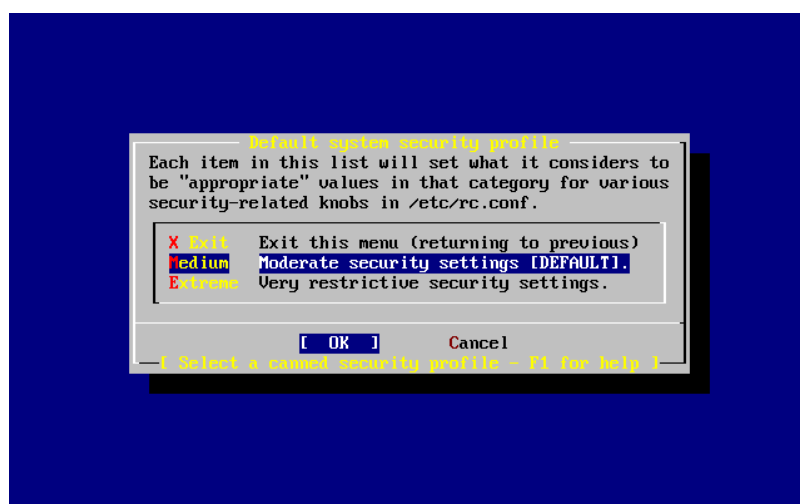 Default system security profile
Each item in this list will set what it considers to
be "appropriate" values in that category for various
security-related knobs in /etc/rc.conf.
X Exit Exit this menu (returning to previous)
Medium Moderate security settings [DEFAULT].
Extreme Very restrictive security settings.
[ OK ] Cancel
[ Select a canned security profile - F1 for help ]